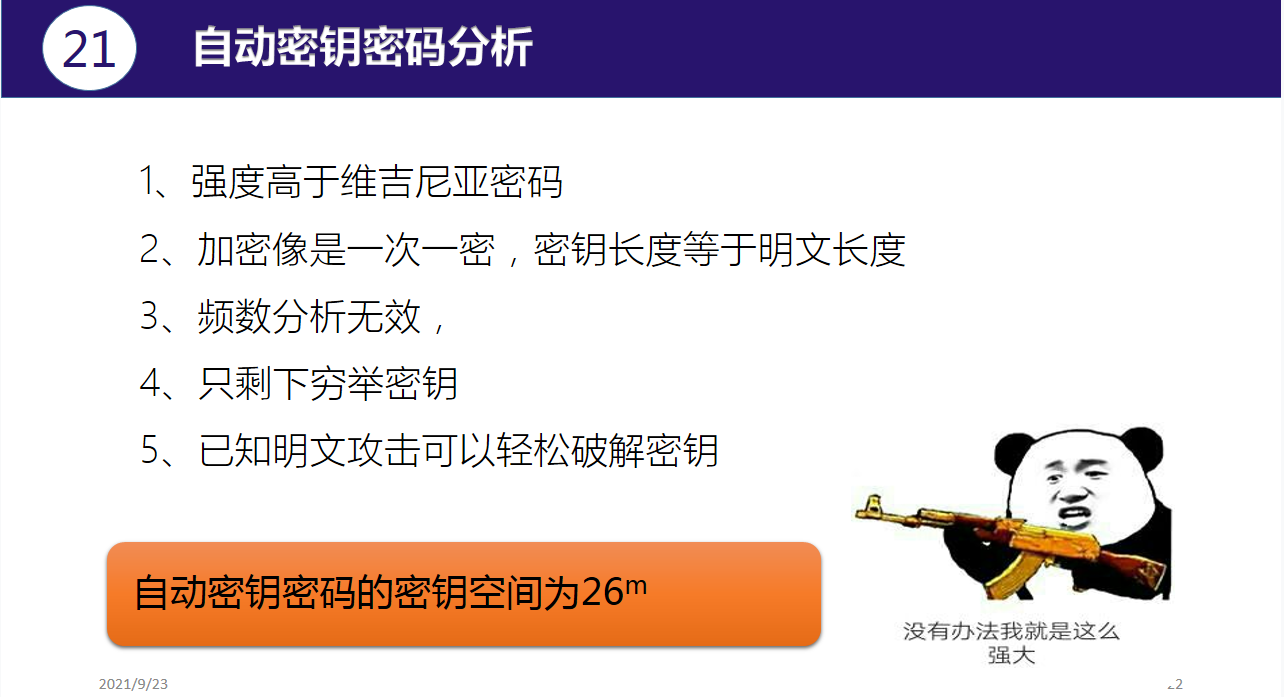 21
自动密钥密码分析
1、强度高于维吉尼亚密码
2、加密像是一次一密，密钥长度等于明文长度
3、频数分析无效，
4、只剩下穷举密钥
5、已知明文攻击可以轻松破解密钥
自动密钥密码的密钥空间为26ᵐ
没有办法我就是这么
强大
2021/9/23
22